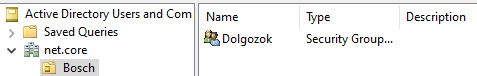 Active Directory Users and Com
Saved Queries
net.core
Bosch
Name Type Description
Dolgozok Security Group...